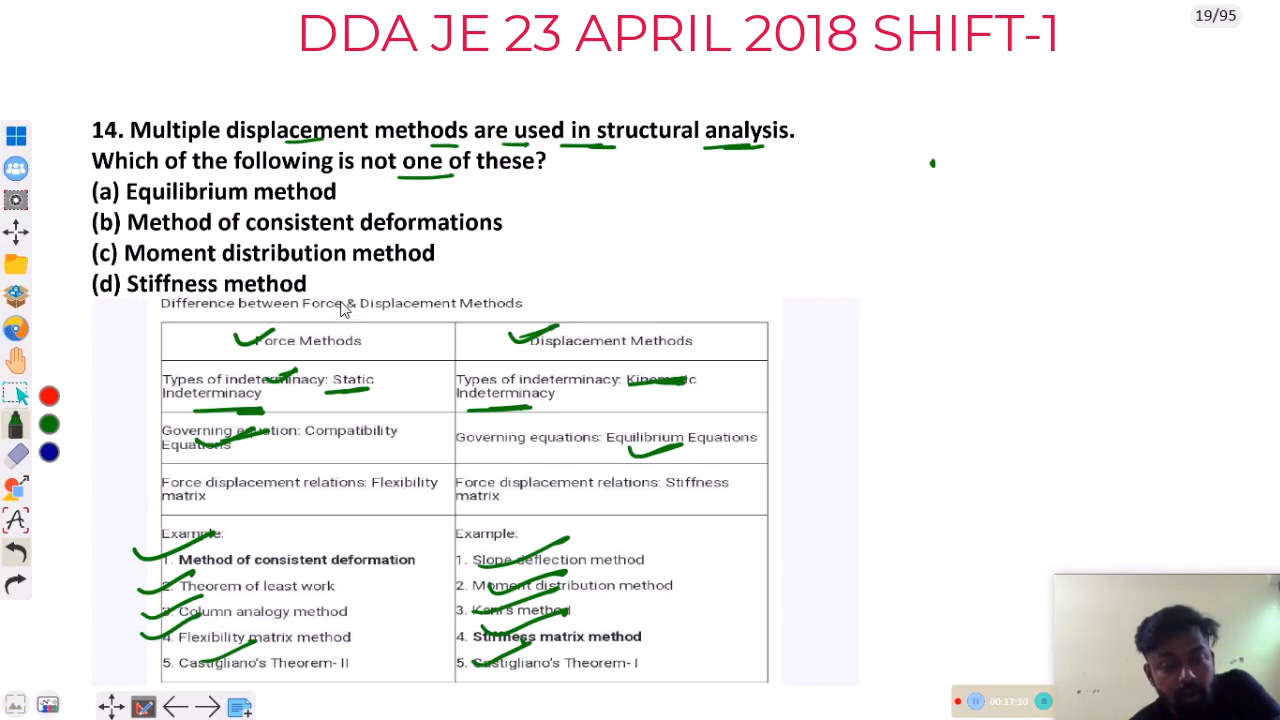 19/95
DDA JE 23 APRIL 2018 SHIFT-1
14. Multiple displacement methods are used in structural analysis.
Which of the following is not one of these?
(a) Equilibrium method
(b) Method of consistent deformations
(c) Moment distribution method
(d) Stiffness method
Difference between Force & Displacement Methods
Force Methods
Displacement Methods
Types of indeterminacy: Static
Indeterminacy
Types of indeterminacy: Kinematic
Indeterminacy
Governing equation: Compatibility
Equations
Governing equations: Equilibrium Equations
Force displacement relations: Flexibility
matrix
Force displacement relations: Stiffness
matrix
Example:
1. Method of consistent deformation
2. Theorem of least work
3. Column analogy method
4. Flexibility matrix method
5. Castigliano's Theorem- II
Example:
1. Slope deflection method
2. Moment distribution method
3. Kani's method
4. Stiffness matrix method
5. Castigliano's Theorem- I
00:17:30